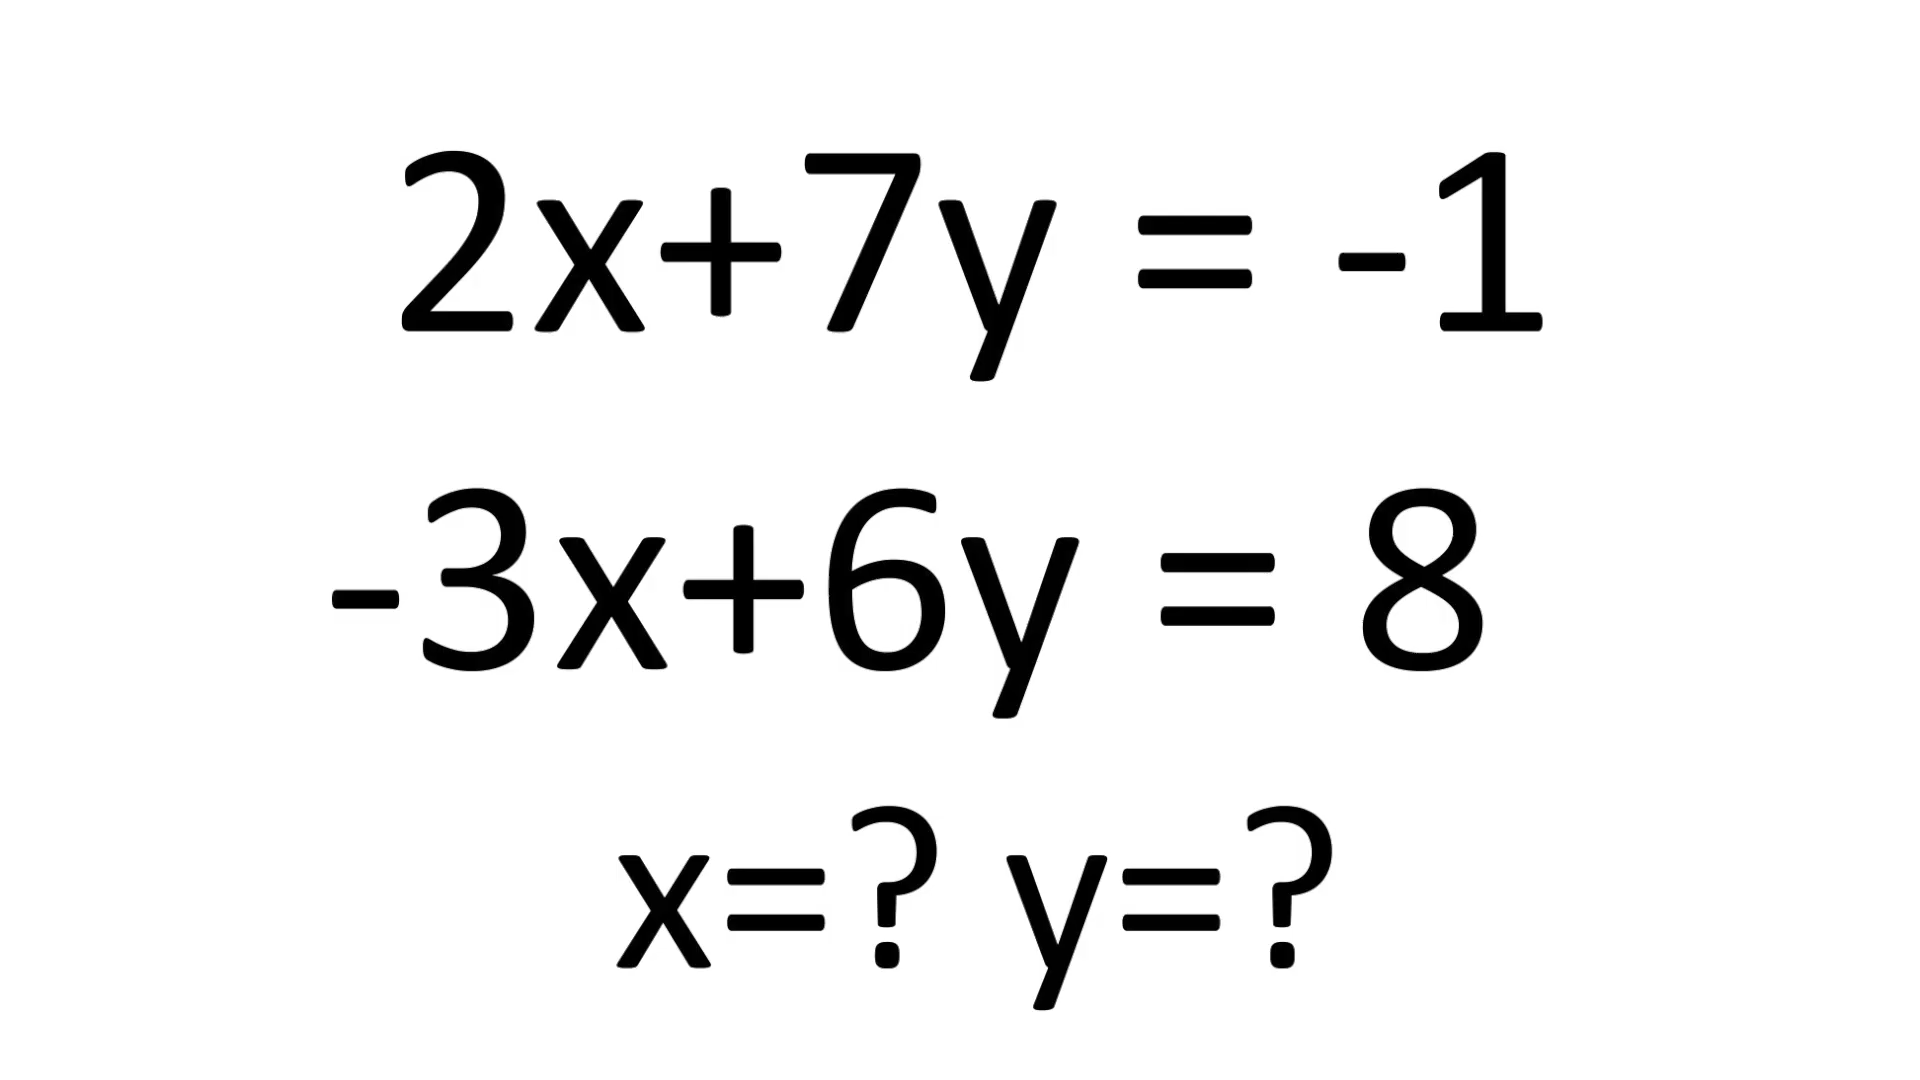 2x+7y = -1
-3x+6y = 8
x=? y=?